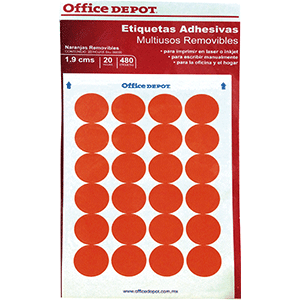 Office DEPOT
Etiquetas Adhesivas
Multiusos Removibles
Naranjas Removibles
• para imprimir en laser o inkjet
• para escribir manualmente
• para la oficina y el hogar
1,9 cms
20
480
Office DEPOT
www.officedepot.com.mx